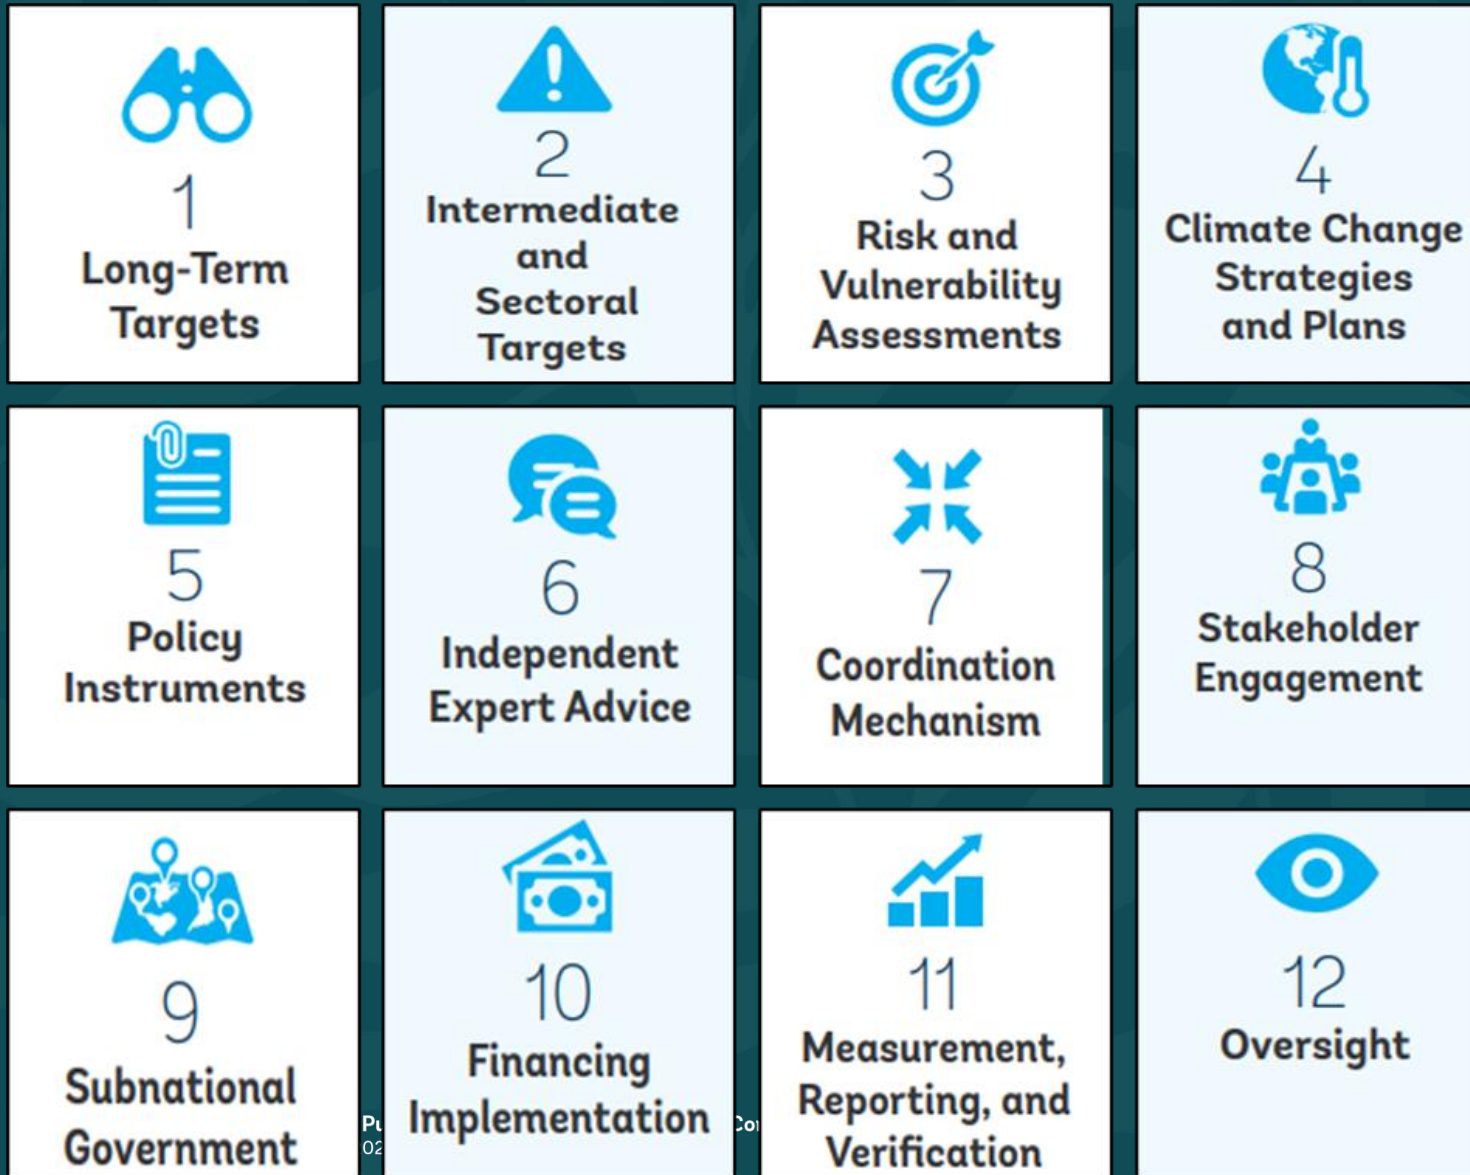 1
Long-Term
Targets
2
Intermediate
and
Sectoral
Targets
3
Risk and
Vulnerability
Assessments
4
Climate Change
Strategies
and Plans
5
Policy
Instruments
6
Independent
Expert Advice
7
Coordination
Mechanism
8
Stakeholder
Engagement
9
Subnational
Government
10
Financing
Implementation
11
Measurement,
Reporting, and
Verification
12
Oversight